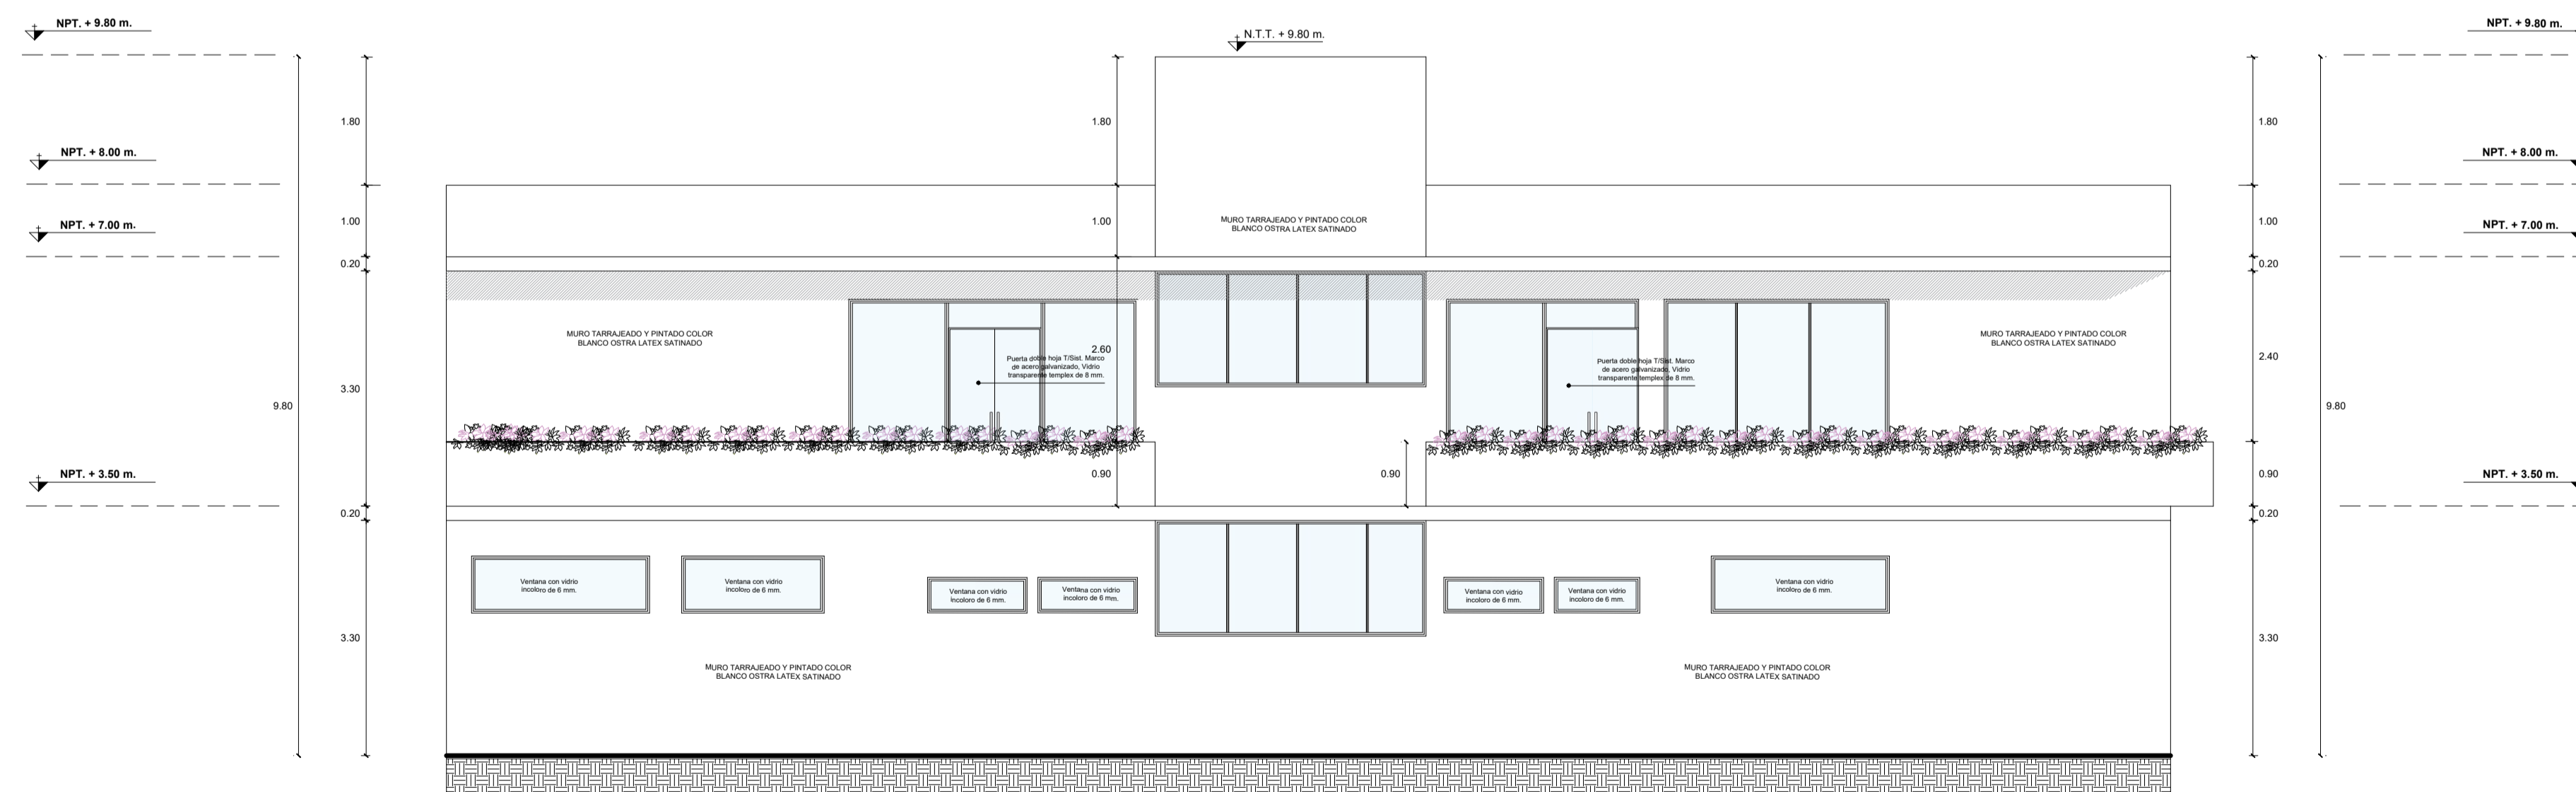 NPT. + 9.80 m.
NPT. + 9.80 m.
N.T.T. + 9.80 m.
1.80
1.80
1.80
NPT. + 8.00 m.
NPT. + 8.00 m.
1.00
1.00
MURO TARRAJEADO Y PINTADO COLOR
BLANCO OSTRA LATEX SATINADO
1.00
NPT. + 7.00 m.
NPT. + 7.00 m.
0.20
0.20
MURO TARRAJEADO Y PINTADO COLOR
BLANCO OSTRA LATEX SATINADO
MURO TARRAJEADO Y PINTADO COLOR
BLANCO OSTRA LATEX SATINADO
2.60
Puerta doble hoja T/Sist. Marco
de acero galvanizado, Vidrio
transparente templex de 8 mm.
Puerta doble hoja T/Sist. Marco
de acero galvanizado, Vidrio
transparente templex de 8 mm.
2.40
3.30
9.80
9.80
NPT. + 3.50 m.
0.90
0.90
0.90
NPT. + 3.50 m.
0.20
0.20
Ventana con vidrio
incoloro de 6 mm.
Ventana con vidrio
incoloro de 6 mm.
Ventana con vidrio
incoloro de 6 mm.
Ventana con vidrio
incoloro de 6 mm.
Ventana con vidrio
incoloro de 6 mm.
Ventana con vidrio
incoloro de 6 mm.
Ventana con vidrio
incoloro de 6 mm.
3.30
3.30
MURO TARRAJEADO Y PINTADO COLOR
BLANCO OSTRA LATEX SATINADO
MURO TARRAJEADO Y PINTADO COLOR
BLANCO OSTRA LATEX SATINADO